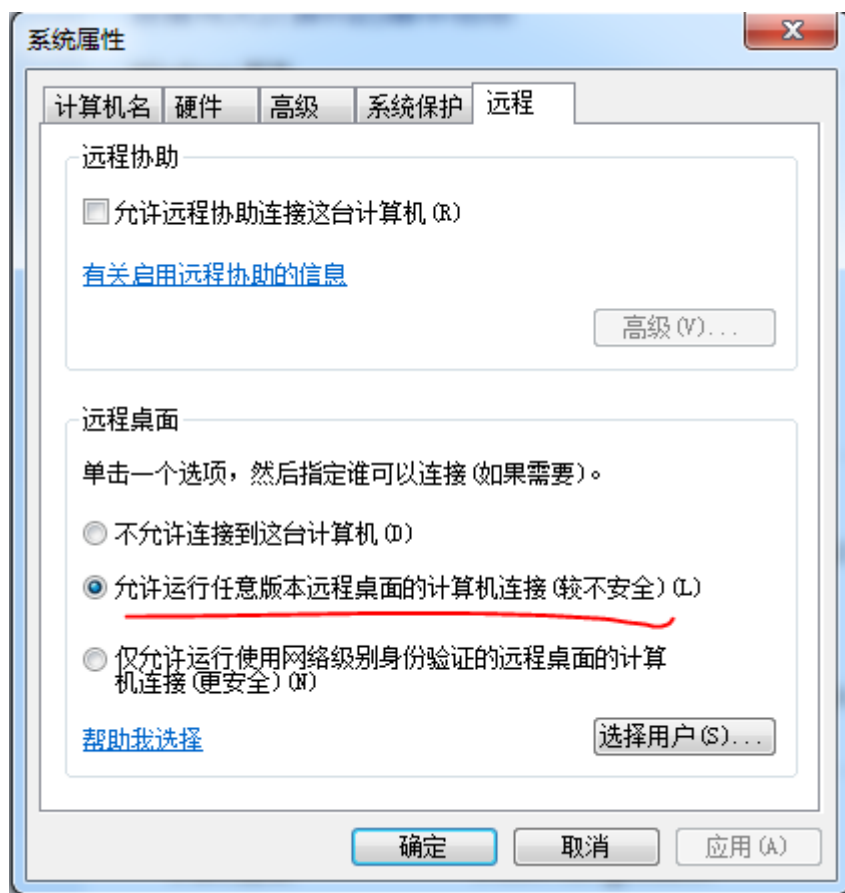 系统属性
计算机名 硬件 高级 系统保护 远程
远程协助
允许远程协助连接这台计算机(R)
有关启用远程协助的信息
高级(V)...
远程桌面
单击一个选项，然后指定谁可以连接(如果需要)。
不允许连接到这台计算机(D)
允许运行任意版本远程桌面的计算机连接(较不安全)(L)
仅允许运行使用网络级别身份验证的远程桌面的计算
机连接(更安全)(N)
帮助我选择 选择用户(S)...
确定 取消 应用(A)